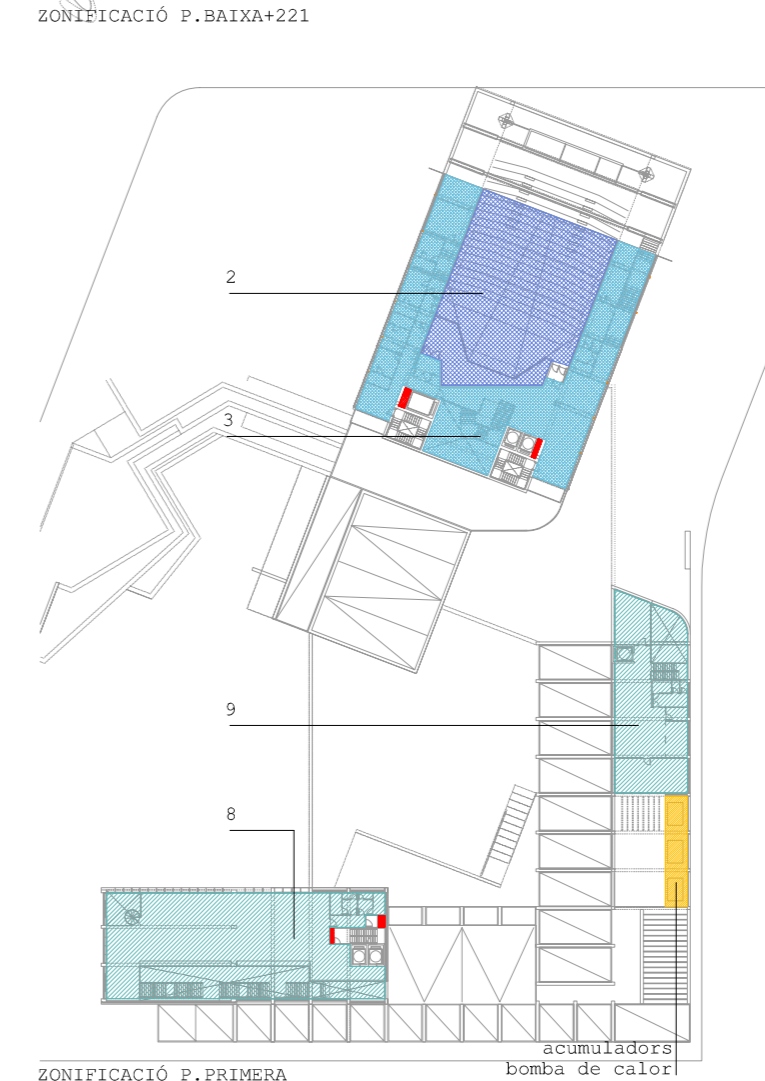 ZONIFICACIÓ P.BAIXA+221
2
3
9
8
acumuladors
bomba de calor
ZONIFICACIÓ P.PRIMERA